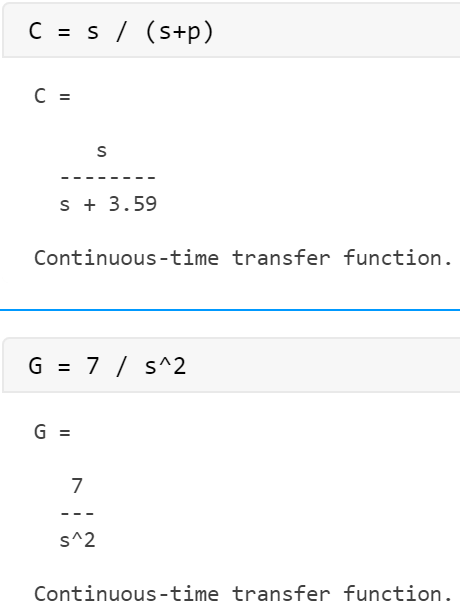 C = s / (s+p)
C =
s
--------
s + 3.59
Continuous-time transfer function.
G = 7 / s^2
G =
7
---
s^2
Continuous-time transfer function.